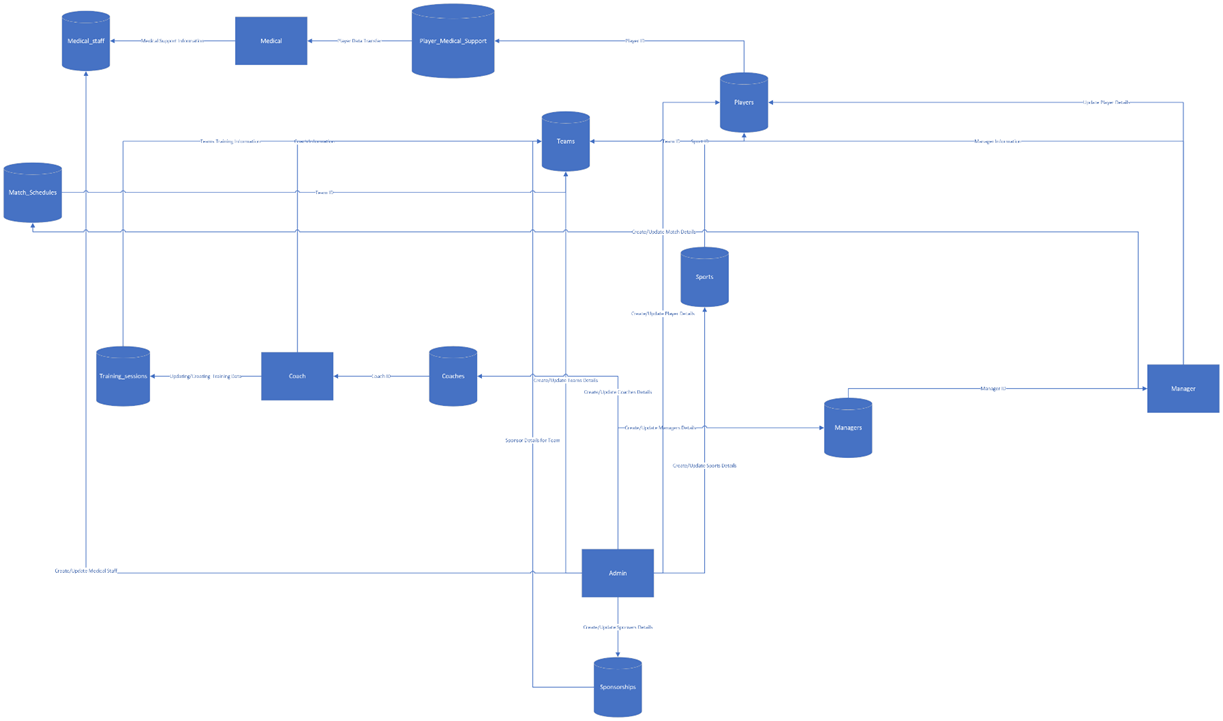 Medical_staff
Medical Support Information
Medical
Player Data Transfer
Player_Medical_Support
Player ID
Players
Update Player Details
Teams Training Information
Coach Information
Teams
Teams ID
Sport ID
Manager Information
Match_Schedules
Team ID
Create/Update Match Details
Sports
Create/Update Player Details
Training_sessions
Updating/Creating Training Data
Coach
Coach ID
Coaches
Create/Update Teams Details
Create/Update Coaches Details
Manager ID
Manager
Create/Update Managers Details
Managers
Sponsor Details for Team
Create/Update Sports Details
Create/Update Medical Staff
Admin
Create/Update Sponsors Details
Sponsorships